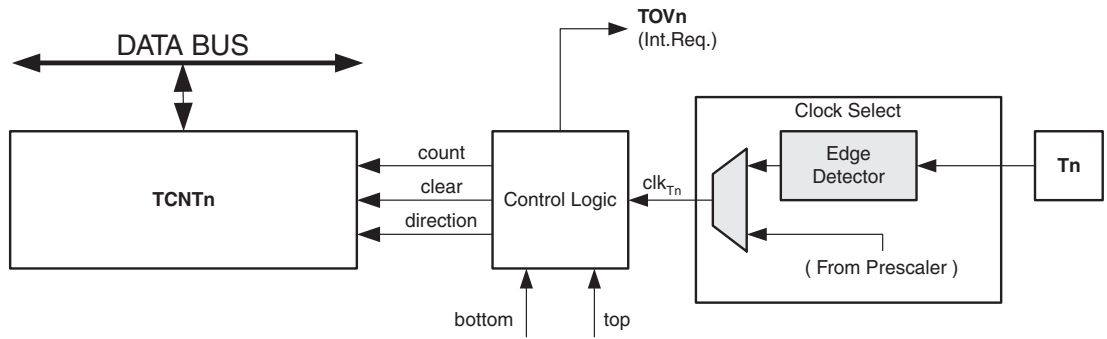 TOVn
(Int.Req.)
DATA BUS
Clock Select
count
Edge
Detector
Tn
TCNTn
clear
Control Logic
clkTn
direction
( From Prescaler )
bottom
top